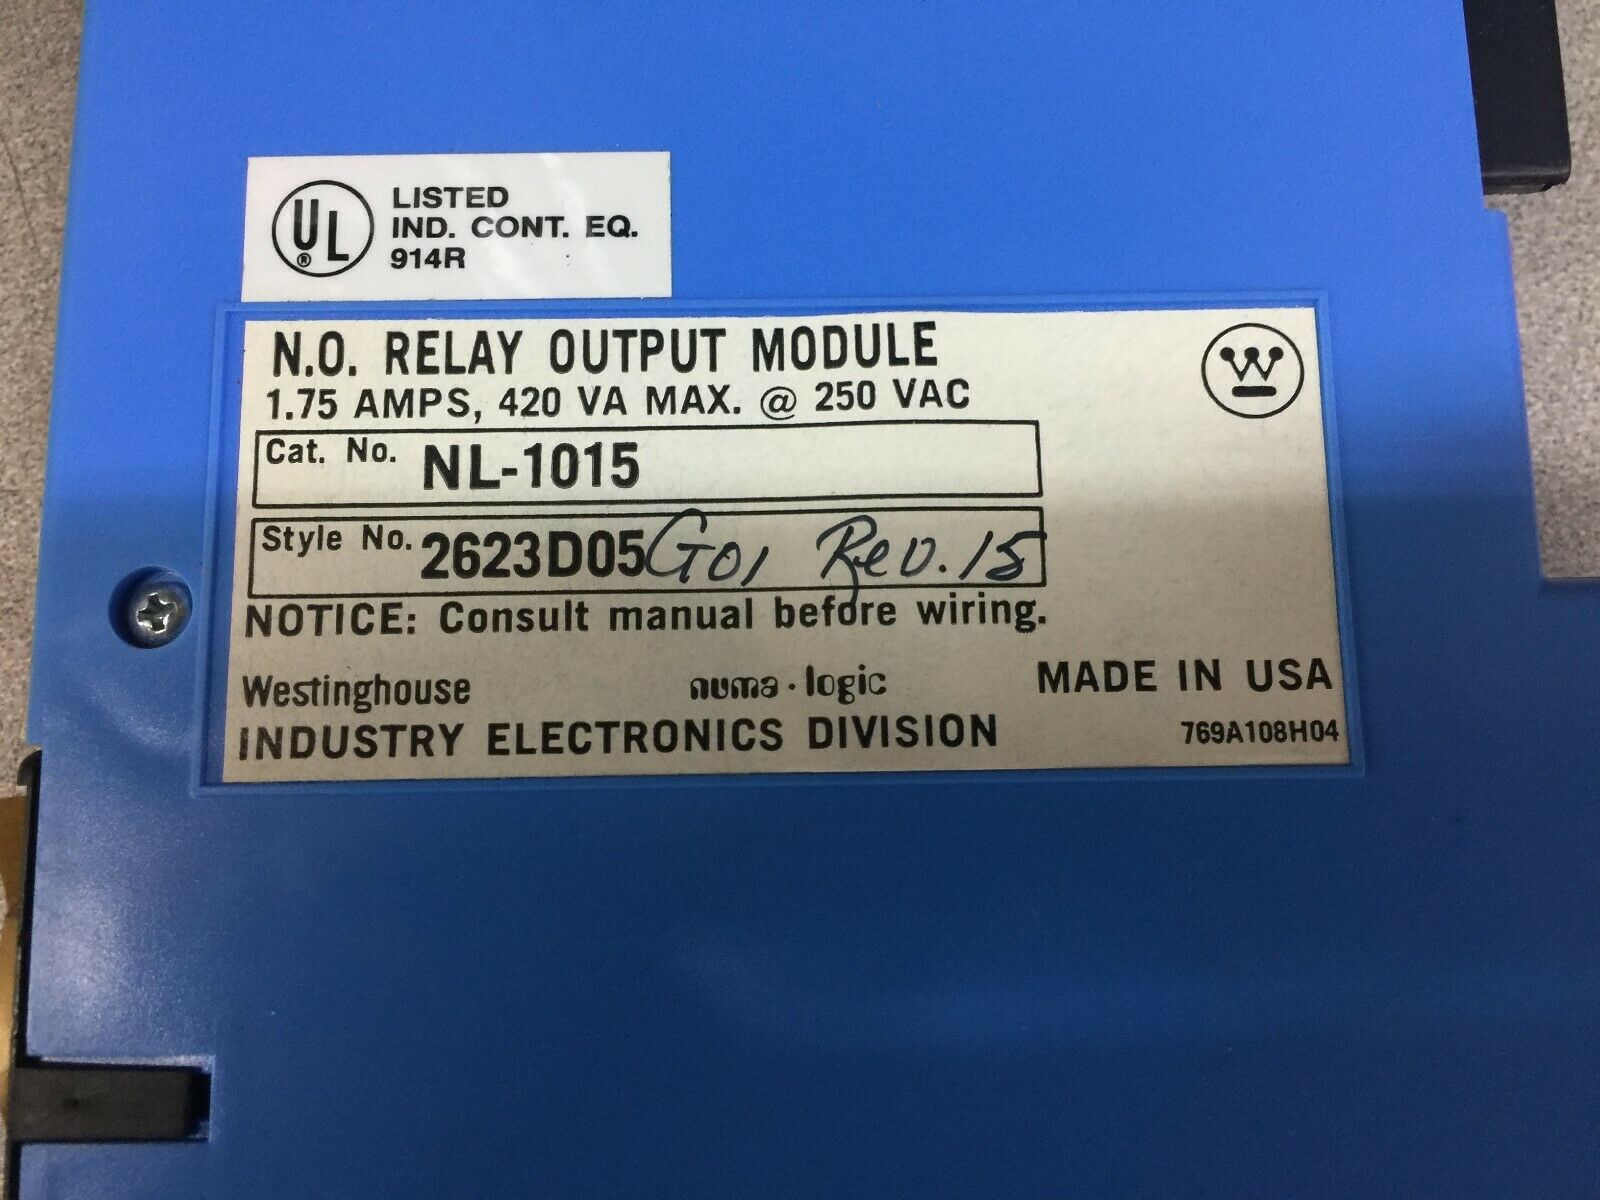 UL ® LISTED
IND. CONT. EQ.
914R
N.O. RELAY OUTPUT MODULE
1.75 AMPS, 420 VA MAX. @ 250 VAC
Cat. No. NL-1015
Style No. 2623D05G01 Rev. 15
NOTICE: Consult manual before wiring.
Westinghouse numa·logic MADE IN USA
INDUSTRY ELECTRONICS DIVISION 769A108H04
W